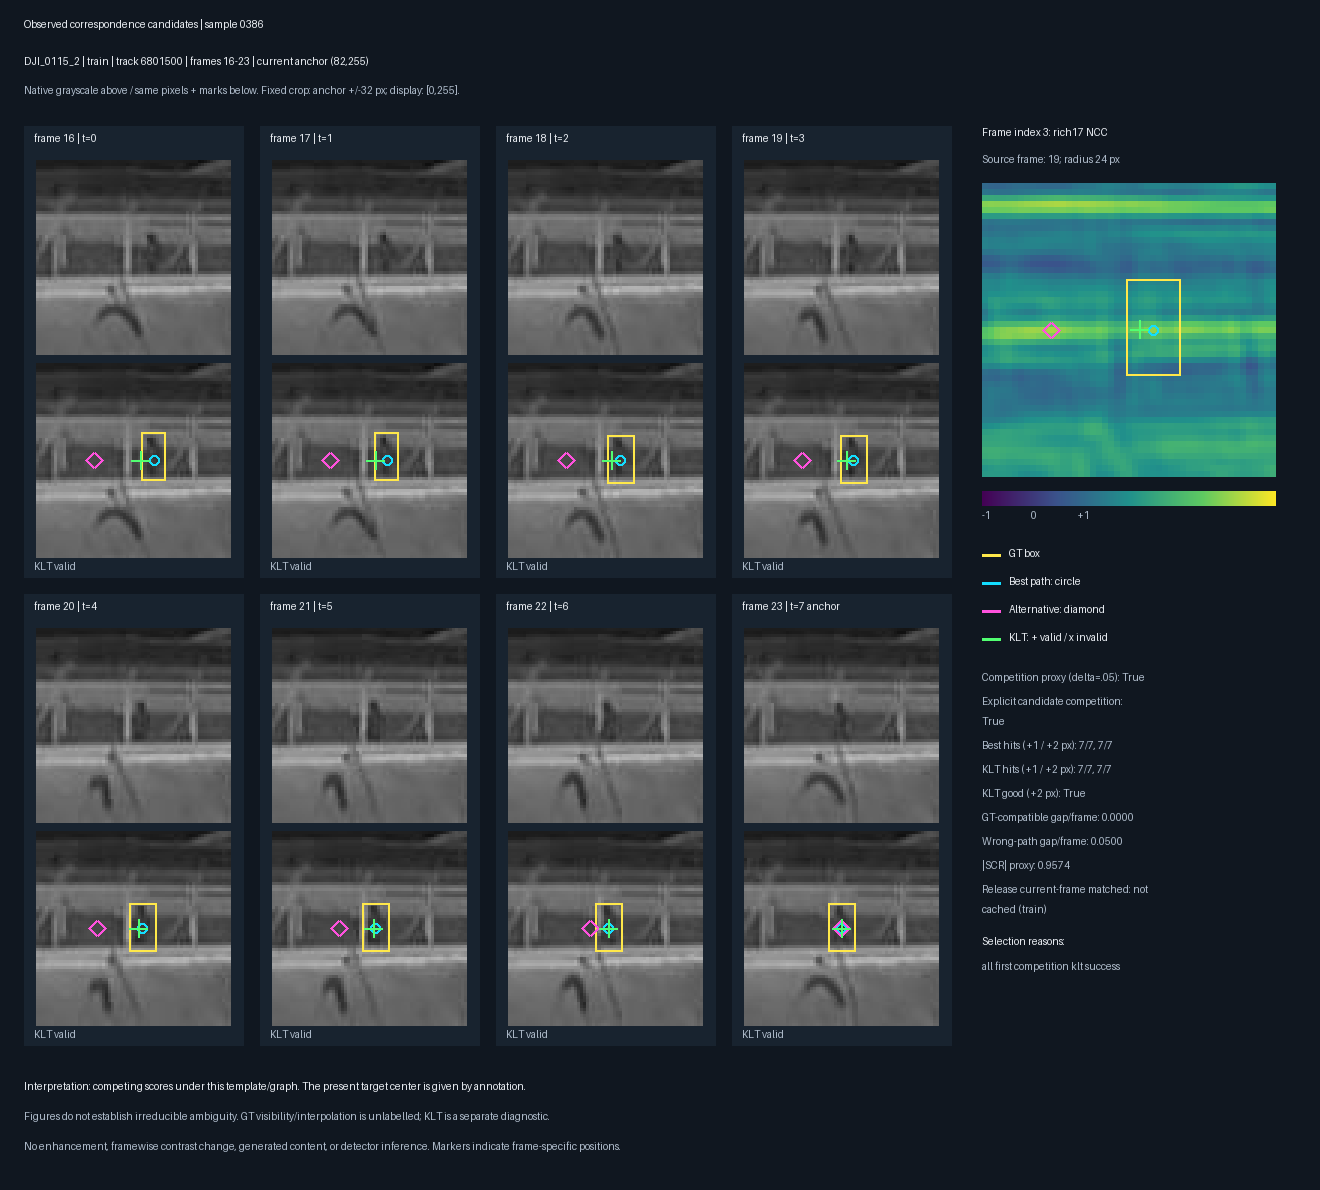 Observed correspondence candidates | sample 0386
DJI_0115_2 | train | track 6801500 | frames 16-23 | current anchor (82,255)
Native grayscale above / same pixels + marks below. Fixed crop: anchor +/-32 px; display: [0,255].
frame 16 | t=0
frame 17 | t=1
frame 18 | t=2
frame 19 | t=3
KLT valid
KLT valid
KLT valid
KLT valid
frame 20 | t=4
frame 21 | t=5
frame 22 | t=6
frame 23 | t=7 anchor
KLT valid
KLT valid
KLT valid
KLT valid
Frame index 3: rich17 NCC
Source frame: 19; radius 24 px
-1 0 +1
GT box
Best path: circle
Alternative: diamond
KLT: + valid / x invalid
Competition proxy (delta=.05): True
Explicit candidate competition:
True
Best hits (+1 / +2 px): 7/7, 7/7
KLT hits (+1 / +2 px): 7/7, 7/7
KLT good (+2 px): True
GT-compatible gap/frame: 0.0000
Wrong-path gap/frame: 0.0500
|SCR| proxy: 0.9574
Release current-frame matched: not
cached (train)
Selection reasons:
all first competition klt success
Interpretation: competing scores under this template/graph. The present target center is given by annotation.
Figures do not establish irreducible ambiguity. GT visibility/interpolation is unlabelled; KLT is a separate diagnostic.
No enhancement, framewise contrast change, generated content, or detector inference. Markers indicate frame-specific positions.